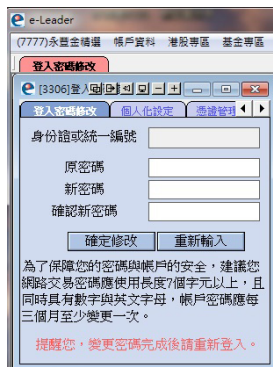 e-Leader
(7777)永豐金精選 帳戶資料 港股專區 基金專區
登入密碼修改
[3306]登入
登入密碼修改 個人化設定 憑證管理
身份證或統一編號
原密碼
新密碼
確認新密碼
確定修改 重新輸入
為了保障您的密碼與帳戶的安全，建議您
網路交易密碼應使用長度7個字元以上，且
同時具有數字與英文字母，帳戶密碼應每
三個月至少變更一次。
提醒您，變更密碼完成後請重新登入。